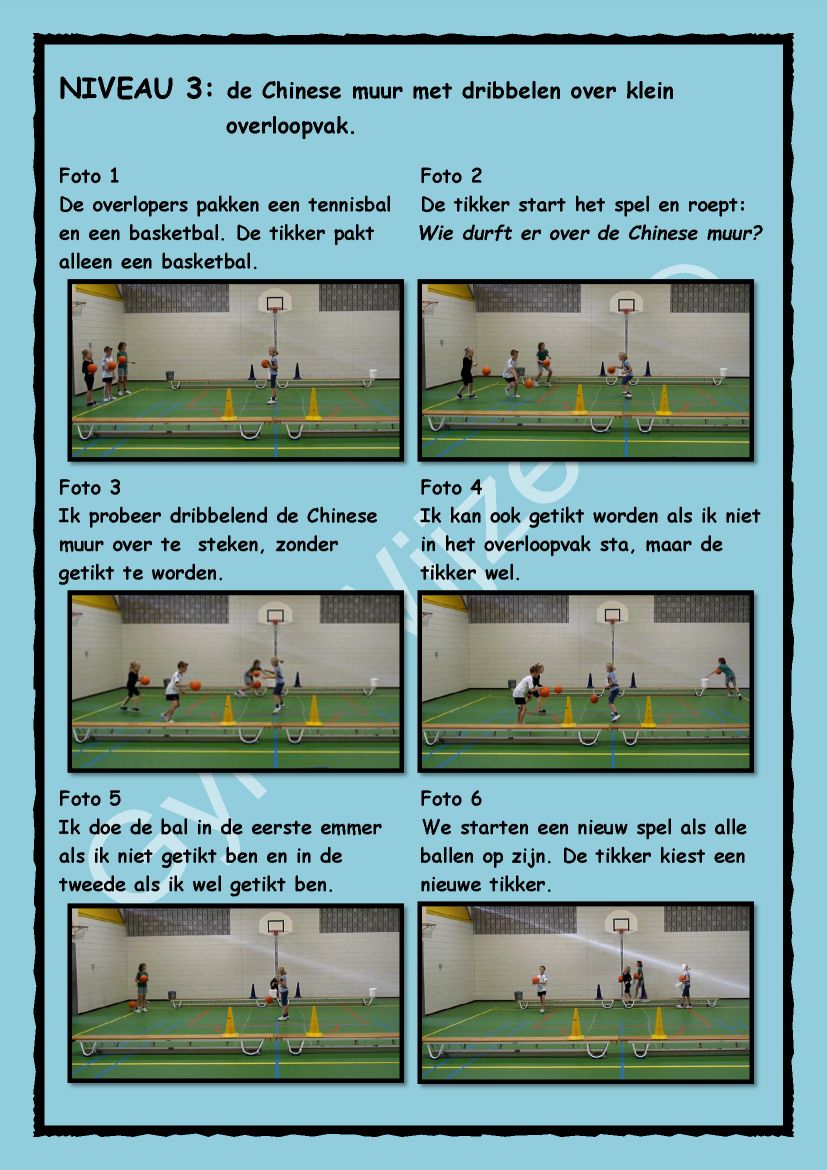 NIVEAU 3: de Chinese muur met dribbelen over klein
overloopvak.
Foto 1
De overlopers pakken een tennisbal
en een basketbal. De tikker pakt
alleen een basketbal.
Foto 2
De tikker start het spel en roept:
Wie durft er over de Chinese muur?
Foto 3
Ik probeer dribbelend de Chinese
muur over te steken, zonder
getikt te worden.
Foto 4
Ik kan ook getikt worden als ik niet
in het overloopvak sta, maar de
tikker wel.
Foto 5
Ik doe de bal in de eerste emmer
als ik niet getikt ben en in de
tweede als ik wel getikt ben.
Foto 6
We starten een nieuw spel als alle
ballen op zijn. De tikker kiest een
nieuwe tikker.